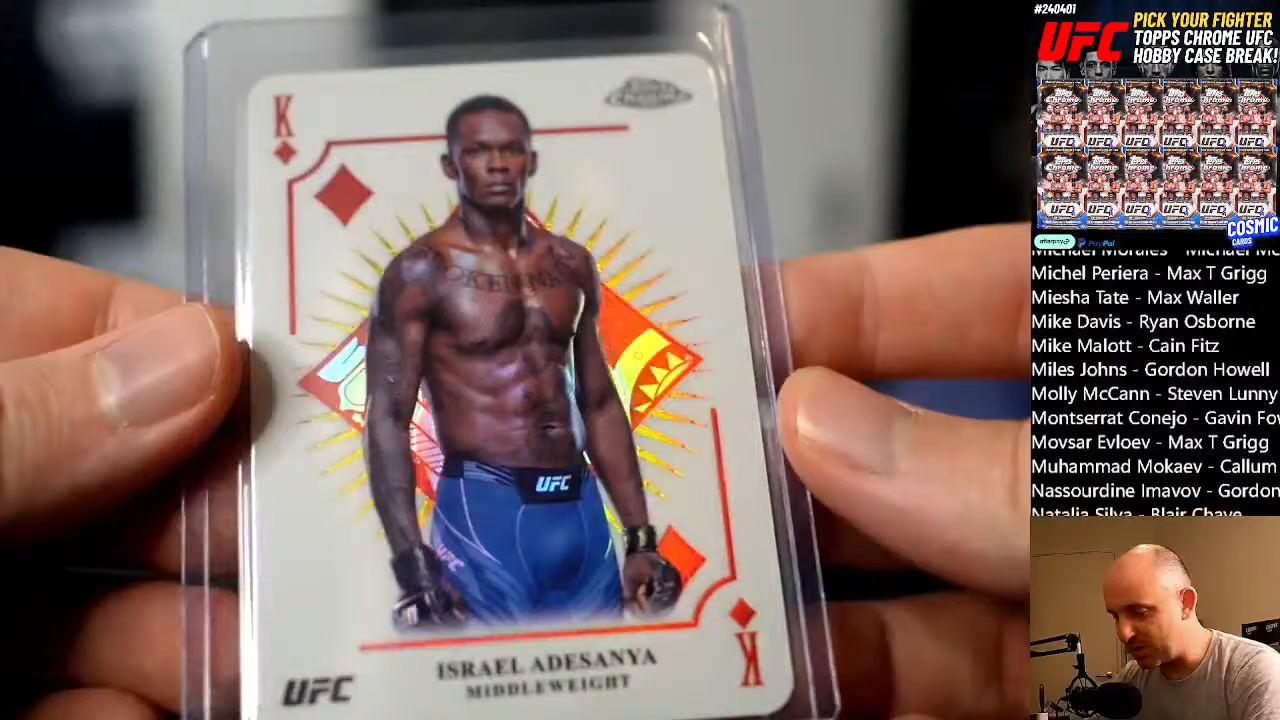 K
Topps
Chrome
UFC
ISRAEL ADESANYA
MIDDLEWEIGHT
UFC
K
#240401
UFC
PICK YOUR FIGHTER
TOPPS CHROME UFC
HOBBY CASE BREAK!
COSMIC
CARDS
afterpay
PayPal
Michael Morales - Michael Mc
Michel Periera - Max T Grigg
Miesha Tate - Max Waller
Mike Davis - Ryan Osborne
Mike Malott - Cain Fitz
Miles Johns - Gordon Howell
Molly McCann - Steven Lunny
Montserrat Conejo - Gavin Fo
Movsar Evloev - Max T Grigg
Muhammad Mokaev - Callum
Nassourdine Imavov - Gordon
Natalia Silva - Blair Chave